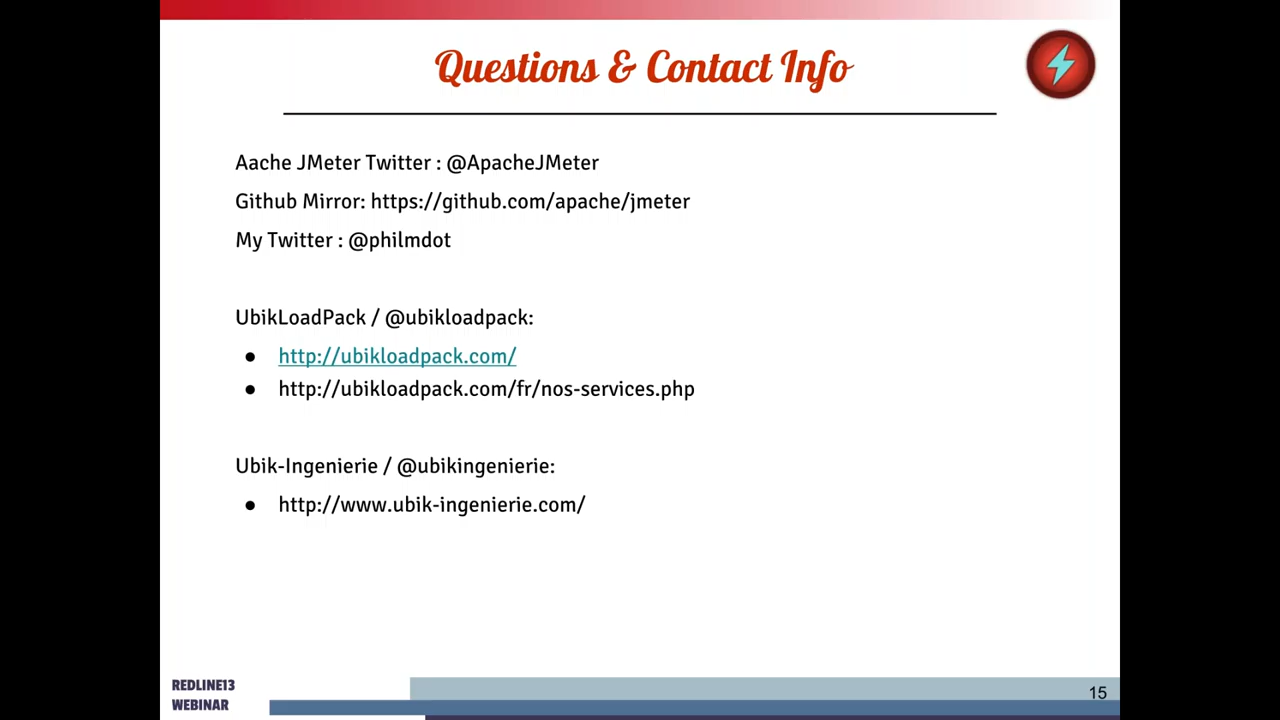 Questions & Contact Info
Aache JMeter Twitter : @ApacheJMeter
Github Mirror: https://github.com/apache/jmeter
My Twitter : @philmdot
UbikLoadPack / @ubikloadpack:
● http://ubikloadpack.com/
● http://ubikloadpack.com/fr/nos-services.php
Ubik-Ingenierie / @ubikingenierie:
● http://www.ubik-ingenierie.com/
REDLINE13
WEBINAR
15